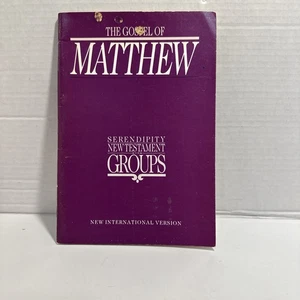 THE GOSPEL OF
MATTHEW
SERENDIPITY
NEW TESTAMENT
GROUPS
NEW INTERNATIONAL VERSION